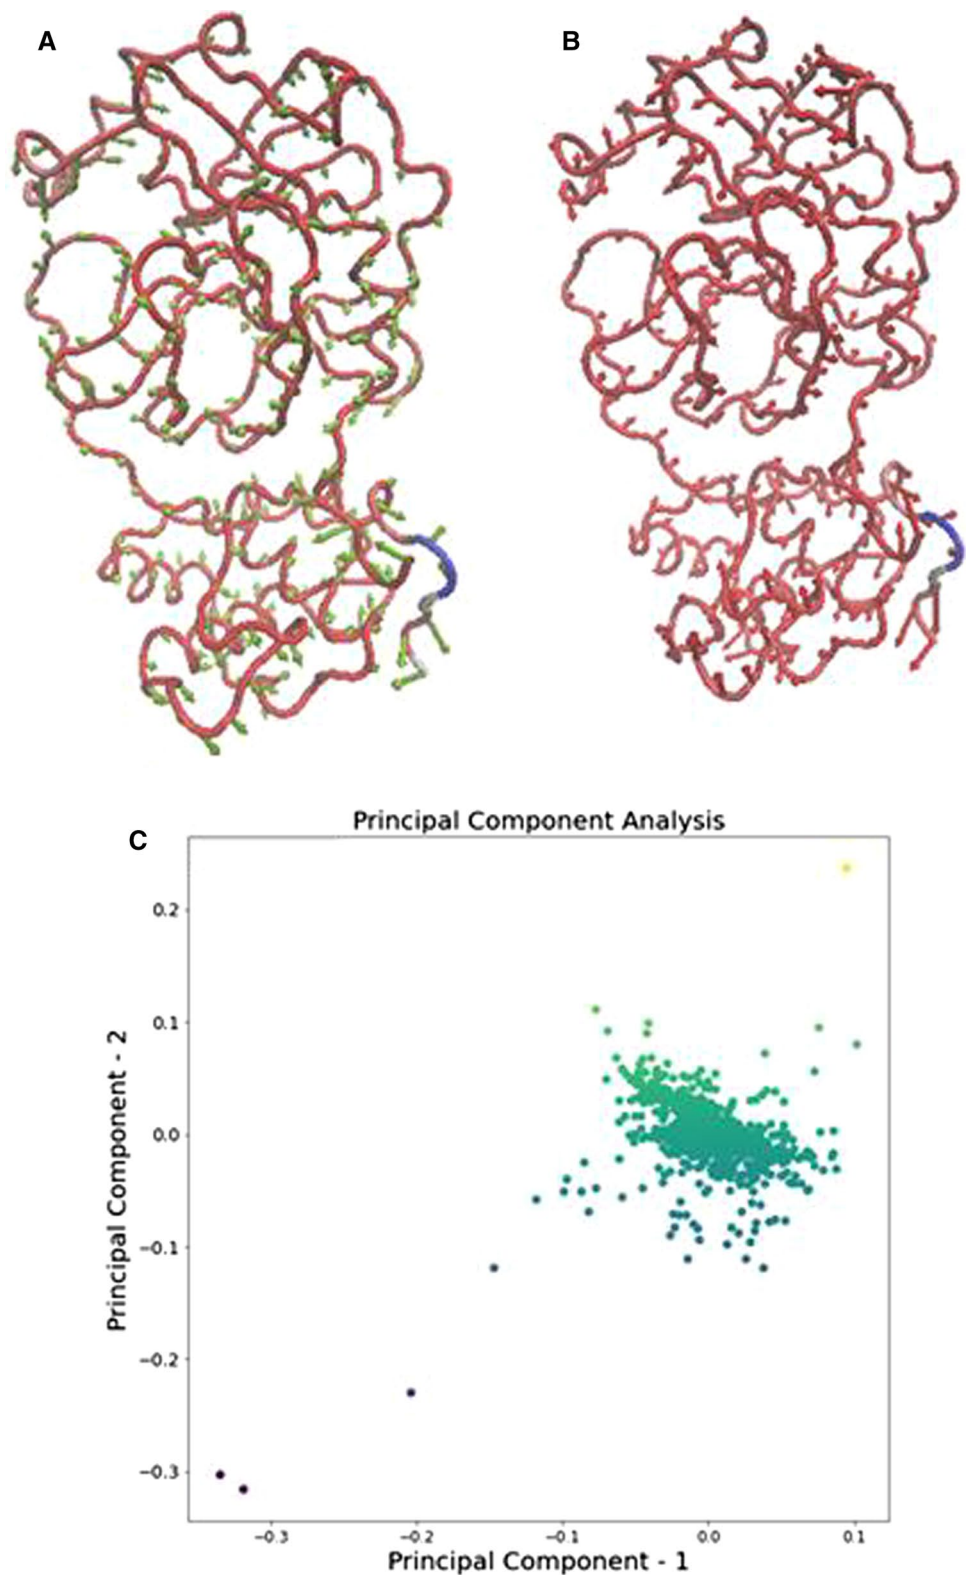 A
B
C
Principal Component Analysis
0.2
0.1
0.0
−0.1
−0.2
−0.3
Principal Component - 2
−0.3
−0.2
−0.1
0.0
0.1
Principal Component - 1